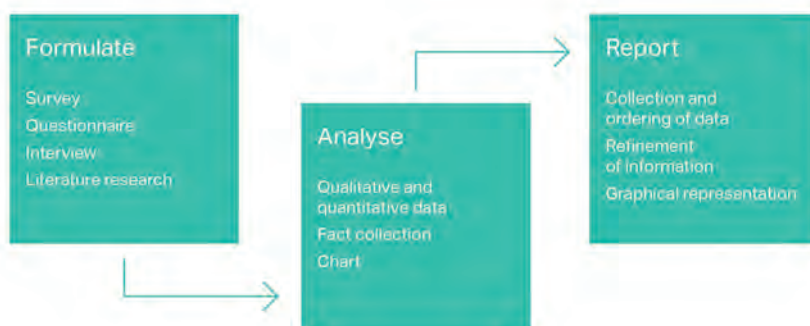 Formulate
Survey
Questionnaire
Interview
Literature research
Analyse
Qualitative and
quantitative data
Fact collection
Chart
Report
Collection and
ordering of data
Refinement
of information
Graphical representation